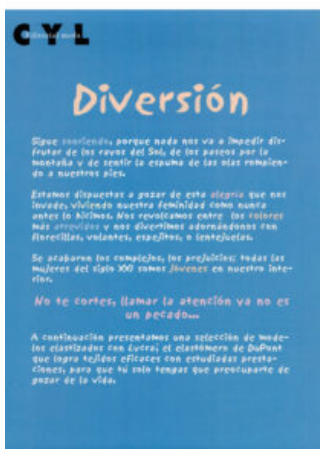 CYL
Editorial moda
Diversión
Sigue sonriendo, porque nada nos va a impedir dis-
frutar de los rayos del Sol, de los paseos por la
montaña y de sentir la espuma de las olas rompien-
do a nuestros pies.
Estamos dispuestas a gozar de esta alegría que nos
invade, viviendo nuestra feminidad como nunca
antes lo hicimos. Nos revolcamos entre los colores
más atrevidos y nos divertimos adornándonos con
florecillas, volantes, espejitos, o lentejuelas.
Se acabaron los complejos, los prejuicios; todas las
mujeres del siglo XXI somos jóvenes en nuestro inte-
rior.
No te cortes, llamar la atención ya no es
un pecado...
A continuación presentamos una selección de mode-
los elastizados con Lycra; el elastómero de DuPont
que logra tejidos eficaces con estudiadas presta-
ciones, para que tú solo tengas que preocuparte de
gozar de la vida.